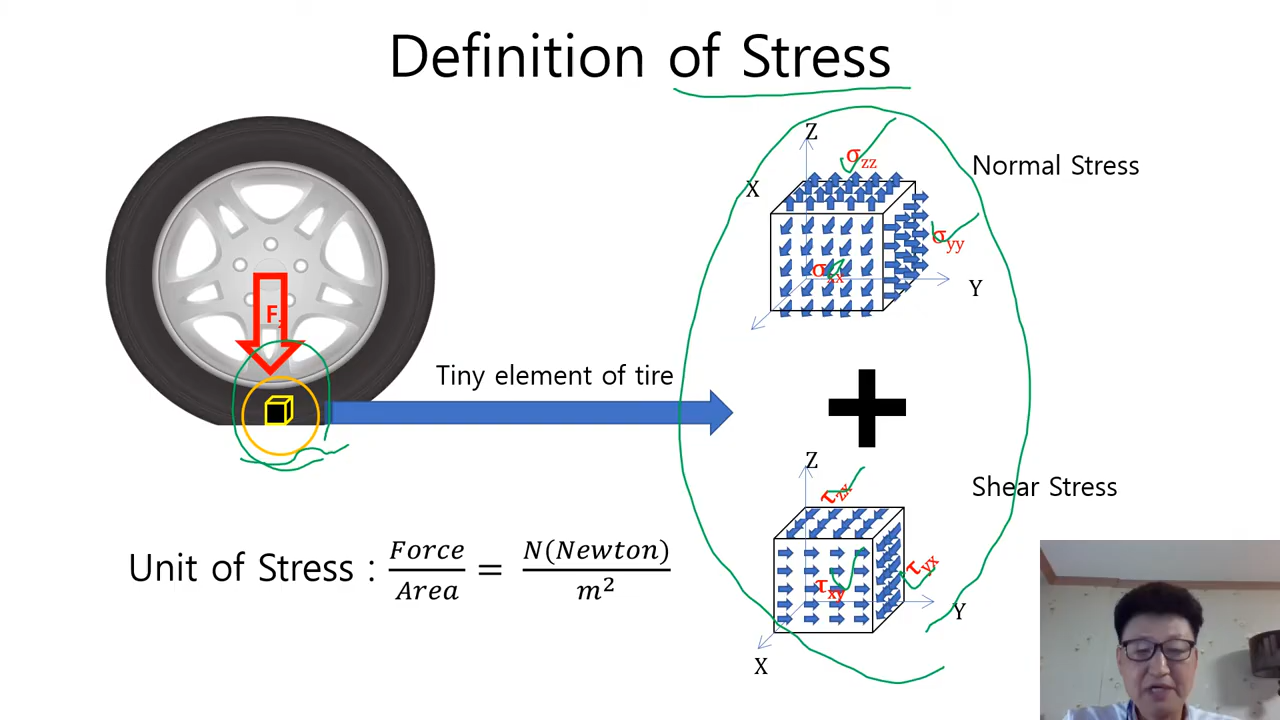 Definition of Stress
Z
σzz
Normal Stress
X
σyy
σxx
Y
F
Tiny element of tire
Z
τzx
Shear Stress
Unit of Stress : Force/Area = N(Newton)/m²
τyx
τxy
Y
X